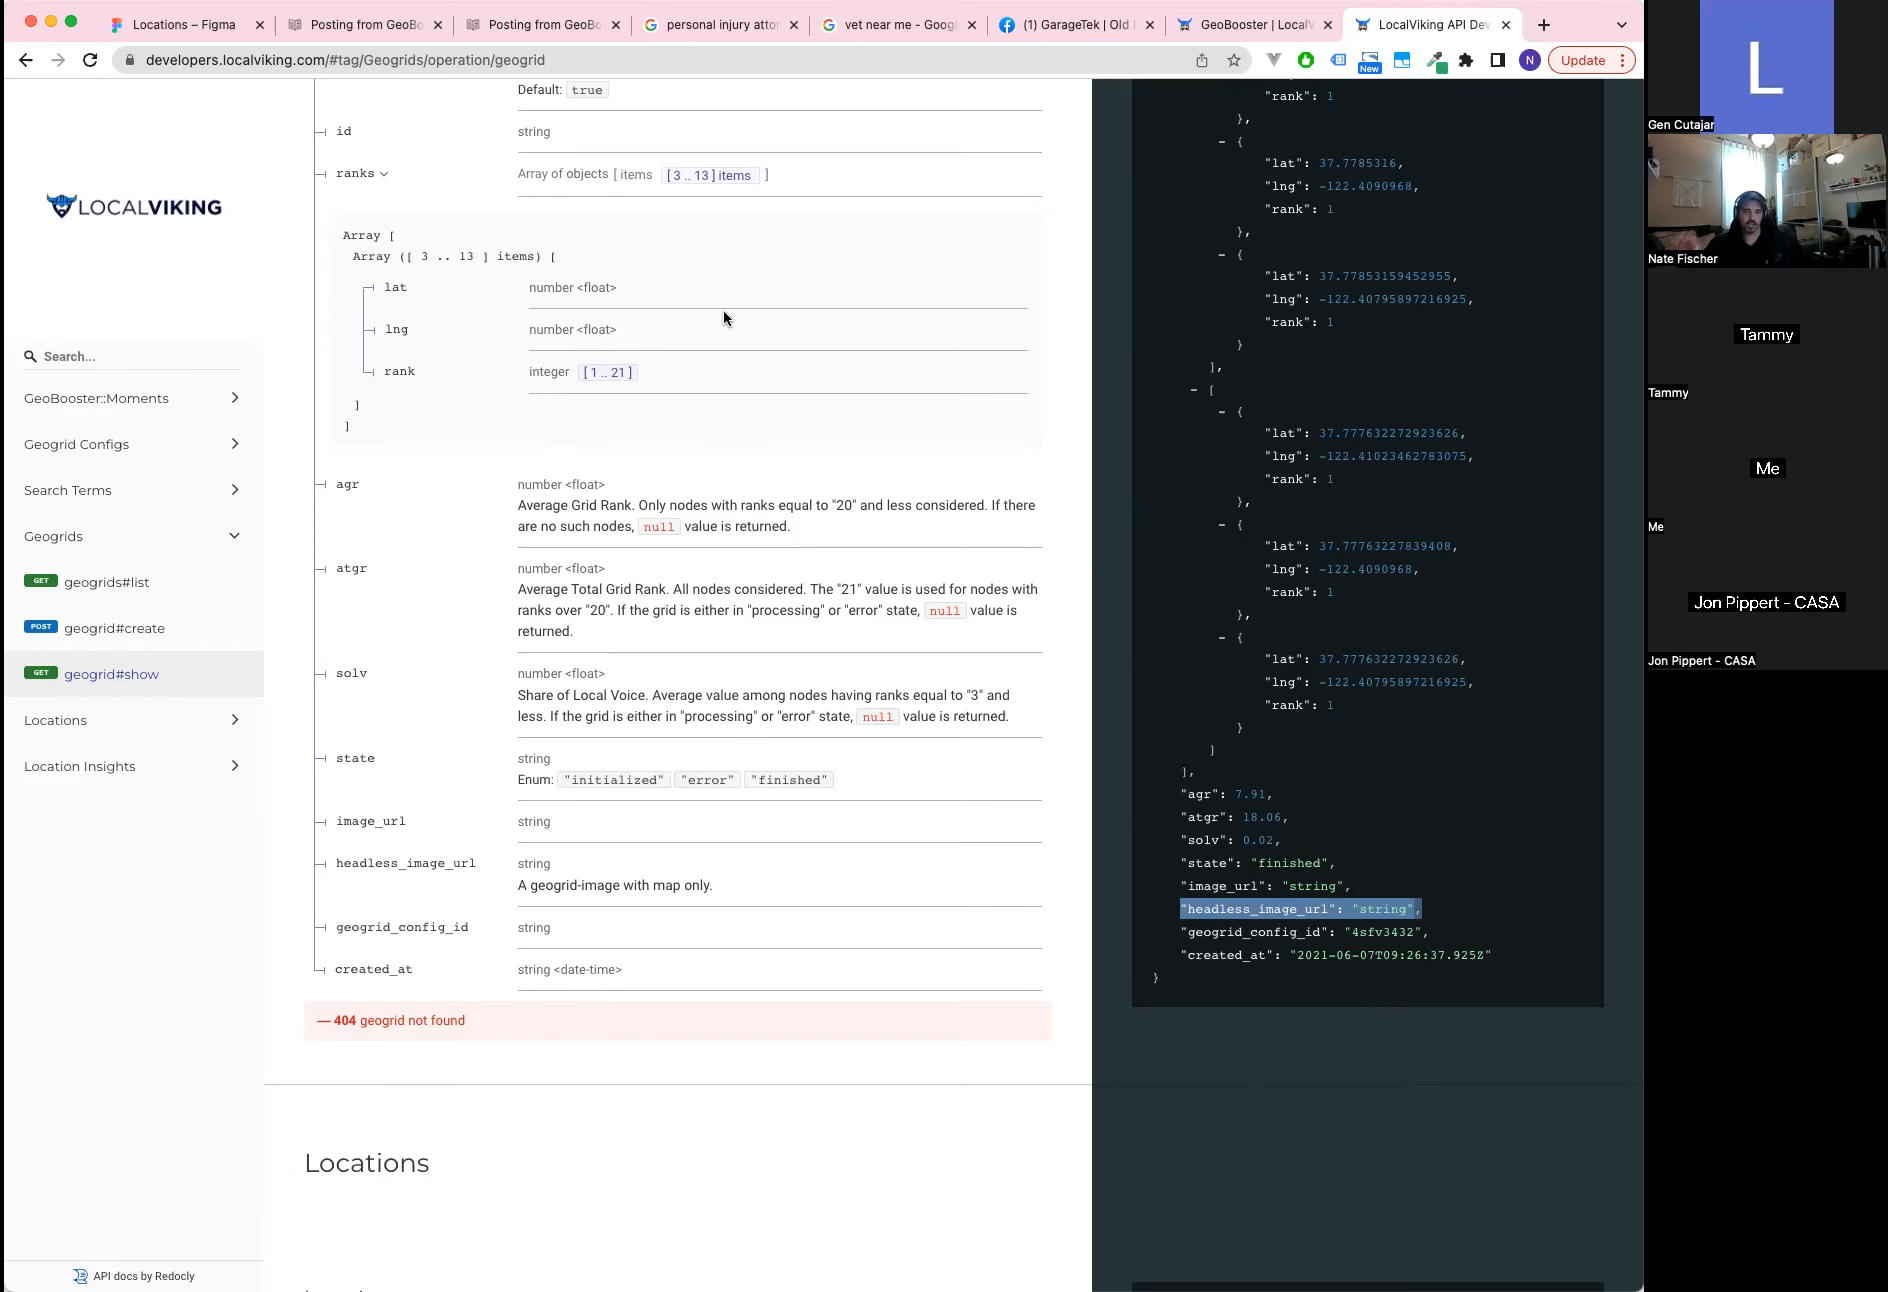 Locations – Figma
Posting from GeoBo
Posting from GeoBo
personal injury attor
vet near me - Goog
(1) GarageTek | Old
GeoBooster | LocalV
LocalViking API Dev
developers.localviking.com/#tag/Geogrids/operation/geogrid
New
N
Update
LOCALVIKING
Search...
GeoBooster::Moments
Geogrid Configs
Search Terms
Geogrids
GET geogrids#list
POST geogrid#create
GET geogrid#show
Locations
Location Insights
API docs by Redocly
Default: true
id string
ranks Array of objects [ items [ 3 .. 13 ] items ]
Array [
Array ([ 3 .. 13 ] items) [
lat number <float>
lng number <float>
rank integer [ 1 .. 21 ]
]
]
agr number <float>
Average Grid Rank. Only nodes with ranks equal to "20" and less considered. If there
are no such nodes, null value is returned.
atgr number <float>
Average Total Grid Rank. All nodes considered. The "21" value is used for nodes with
ranks over "20". If the grid is either in "processing" or "error" state, null value is
returned.
solv number <float>
Share of Local Voice. Average value among nodes having ranks equal to "3" and
less. If the grid is either in "processing" or "error" state, null value is returned.
state string
Enum: "initialized" "error" "finished"
image_url string
headless_image_url string
A geogrid-image with map only.
geogrid_config_id string
created_at string <date-time>
— 404 geogrid not found
Locations
"rank": 1
},
- {
"lat": 37.7785316,
"lng": -122.4090968,
"rank": 1
},
- {
"lat": 37.77853159452955,
"lng": -122.40795897216925,
"rank": 1
}
],
- [
- {
"lat": 37.777632272923626,
"lng": -122.41023462783075,
"rank": 1
},
- {
"lat": 37.77763227839408,
"lng": -122.4090968,
"rank": 1
},
- {
"lat": 37.777632272923626,
"lng": -122.40795897216925,
"rank": 1
}
]
],
"agr": 7.91,
"atgr": 18.06,
"solv": 0.02,
"state": "finished",
"image_url": "string",
"headless_image_url": "string",
"geogrid_config_id": "4sfv3432",
"created_at": "2021-06-07T09:26:37.925Z"
}
L
Gen Cutajar
Nate Fischer
Tammy
Tammy
Me
Me
Jon Pippert - CASA
Jon Pippert - CASA